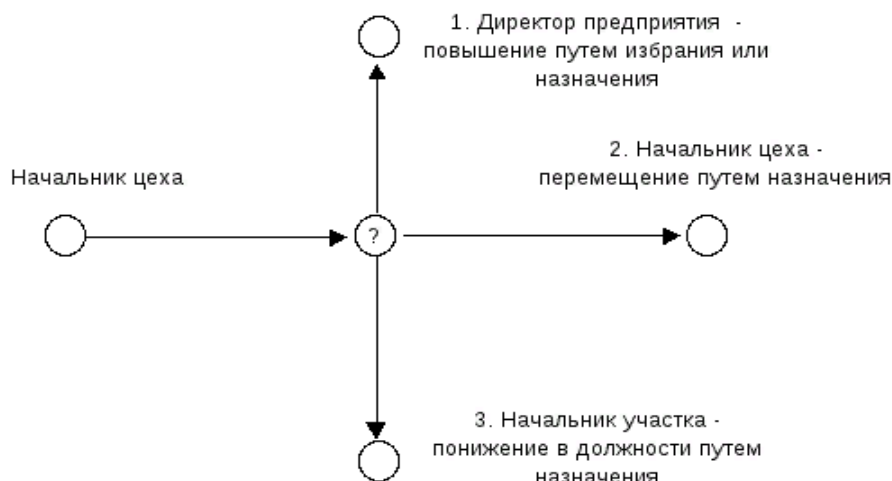 1. Директор предприятия -
повышение путем избрания или
назначения
2. Начальник цеха -
перемещение путем назначения
Начальник цеха
?
3. Начальник участка -
понижение в должности путем
назначения